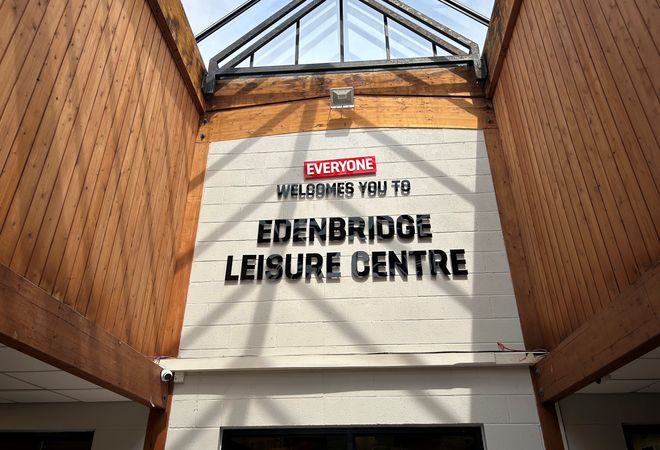 EVERYONE
WELCOMES YOU TO
EDENBRIDGE
LEISURE CENTRE